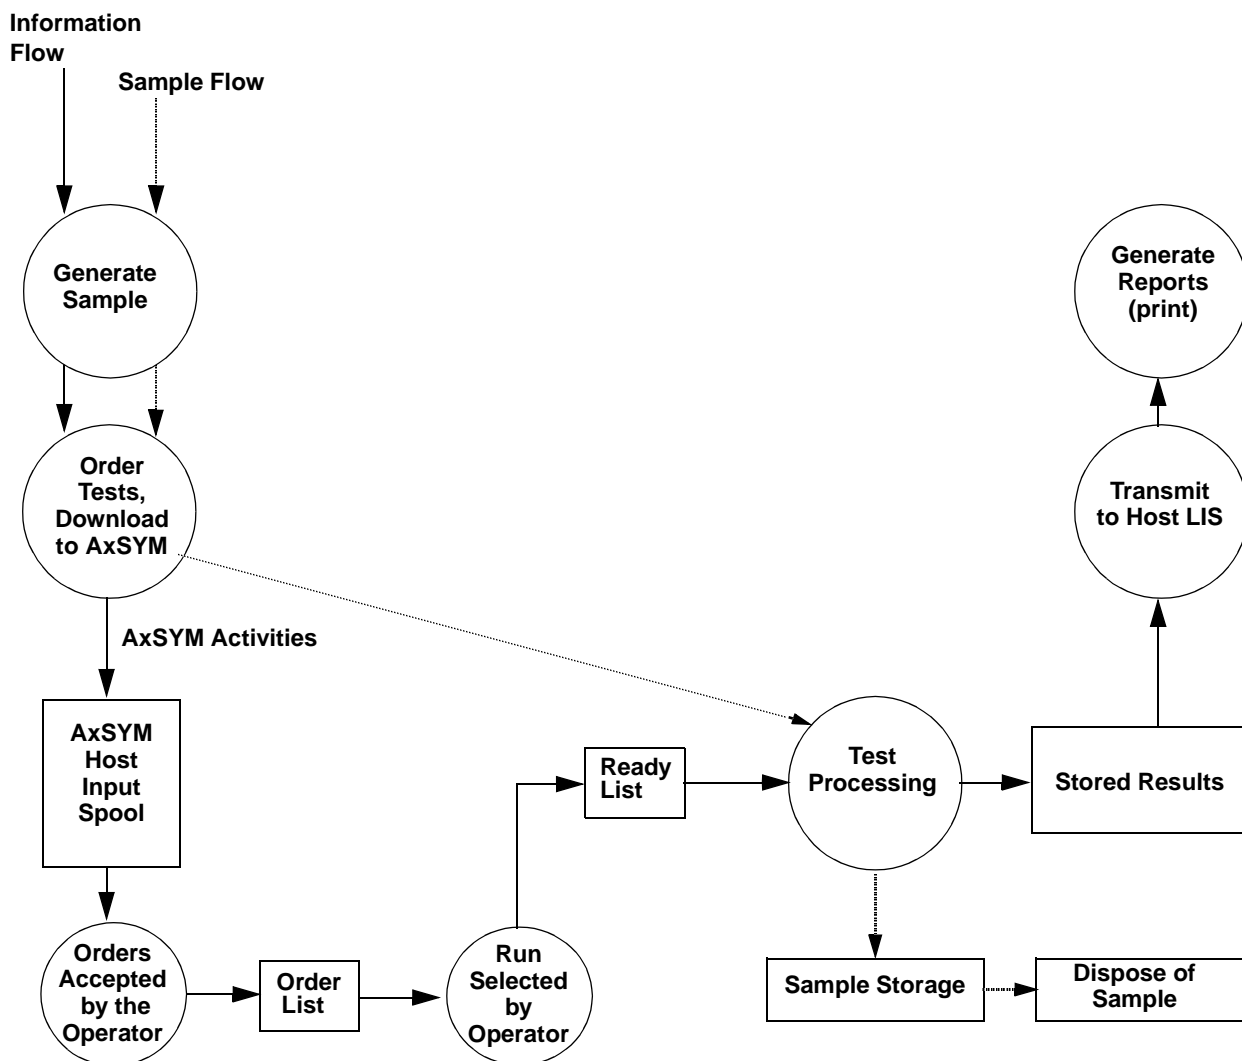 Information
Flow
Sample Flow
Generate
Sample
Order
Tests,
Download
to AxSYM
AxSYM Activities
AxSYM
Host
Input
Spool
Orders
Accepted
by the
Operator
Order
List
Run
Selected
by
Operator
Ready
List
Test
Processing
Stored Results
Transmit
to Host LIS
Generate
Reports
(print)
Sample Storage
Dispose of
Sample